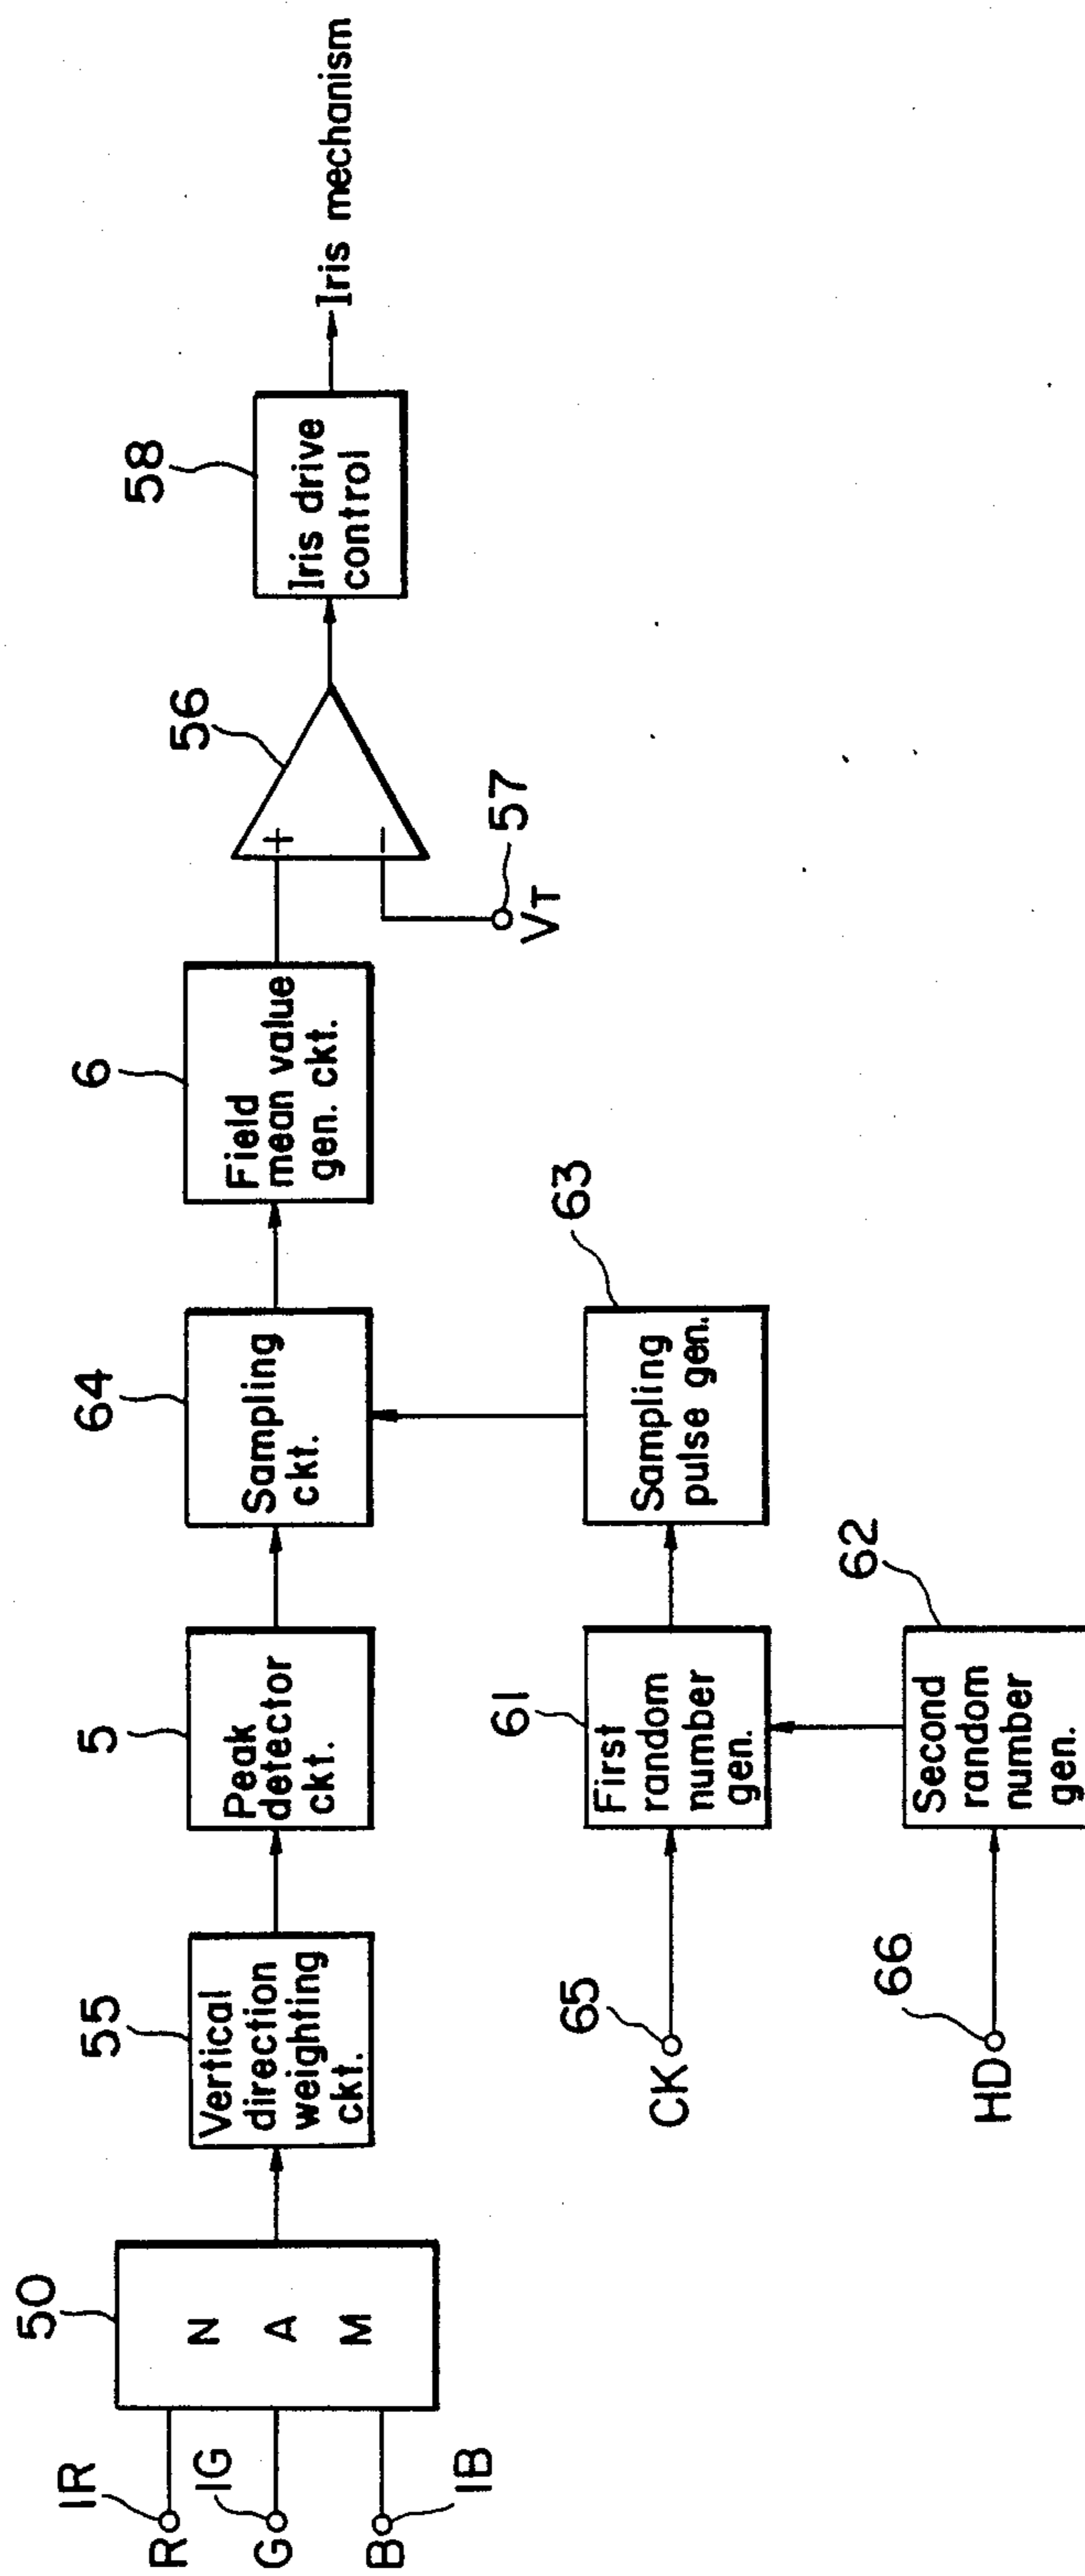 IR
R
IG
G
IB
B
50
N
A
M
55
Vertical
direction
weighting
ckt.
5
Peak
detector
ckt.
64
Sampling
ckt.
6
Field
mean value
gen. ckt.
56
+
−
57
VT
58
Iris drive
control
Iris mechanism
65
CK
61
First
random
number
gen.
63
Sampling
pulse gen.
66
HD
62
Second
random
number
gen.